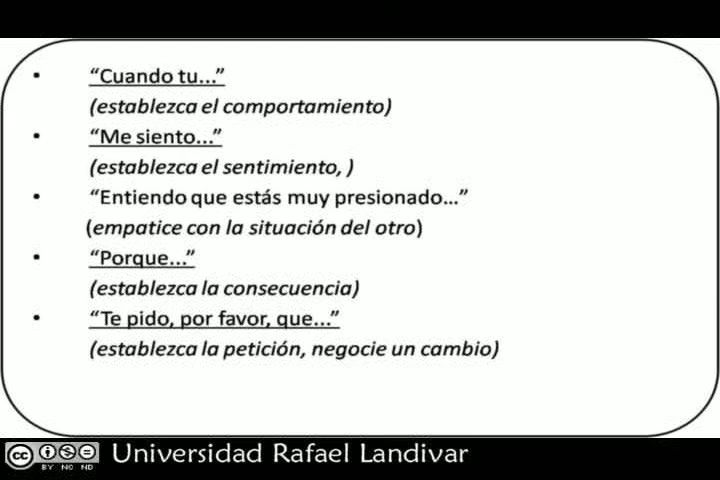 • “Cuando tu...”
(establezca el comportamiento)
• “Me siento...”
(establezca el sentimiento, )
• “Entiendo que estás muy presionado...”
(empatice con la situación del otro)
• “Porque...”
(establezca la consecuencia)
• “Te pido, por favor, que...”
(establezca la petición, negocie un cambio)
cc BY NC ND Universidad Rafael Landivar